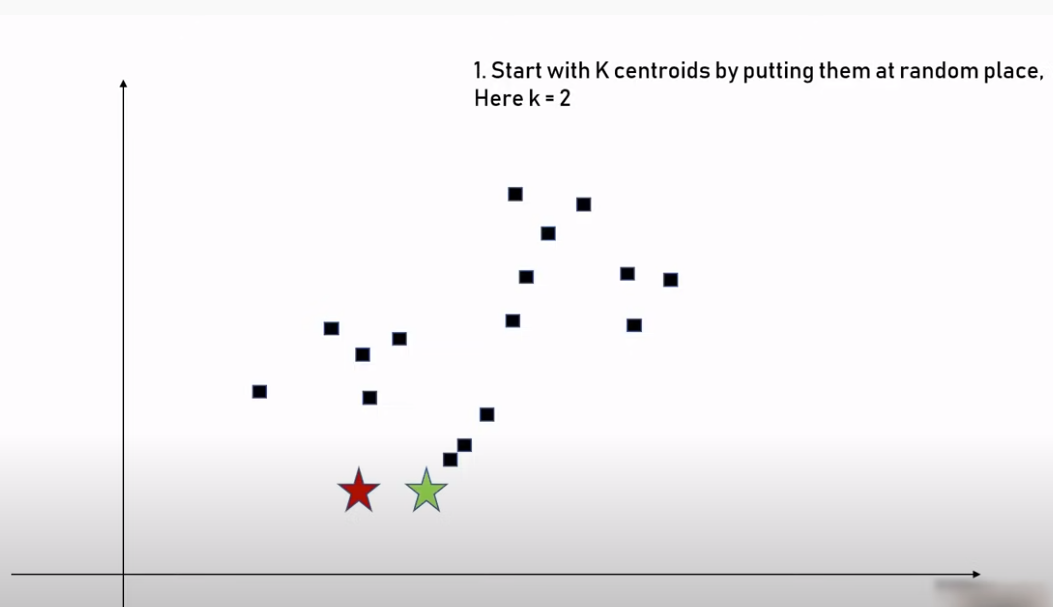 1. Start with K centroids by putting them at random place,
Here k = 2